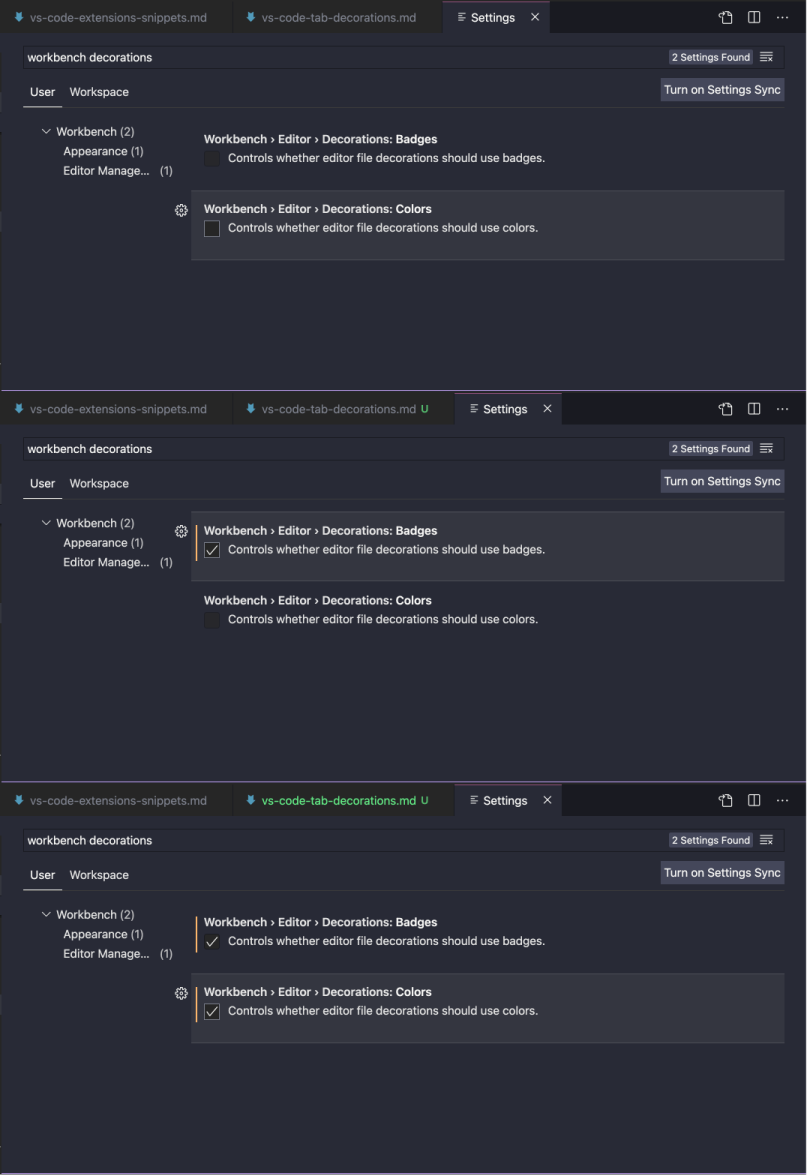 vs-code-extensions-snippets.md vs-code-tab-decorations.md Settings
workbench decorations 2 Settings Found
User Workspace Turn on Settings Sync
Workbench (2)
Appearance (1)
Editor Manage... (1)
Workbench › Editor › Decorations: Badges
Controls whether editor file decorations should use badges.
Workbench › Editor › Decorations: Colors
Controls whether editor file decorations should use colors.
vs-code-extensions-snippets.md vs-code-tab-decorations.md U Settings
workbench decorations 2 Settings Found
User Workspace Turn on Settings Sync
Workbench (2)
Appearance (1)
Editor Manage... (1)
Workbench › Editor › Decorations: Badges
Controls whether editor file decorations should use badges.
Workbench › Editor › Decorations: Colors
Controls whether editor file decorations should use colors.
vs-code-extensions-snippets.md vs-code-tab-decorations.md U Settings
workbench decorations 2 Settings Found
User Workspace Turn on Settings Sync
Workbench (2)
Appearance (1)
Editor Manage... (1)
Workbench › Editor › Decorations: Badges
Controls whether editor file decorations should use badges.
Workbench › Editor › Decorations: Colors
Controls whether editor file decorations should use colors.